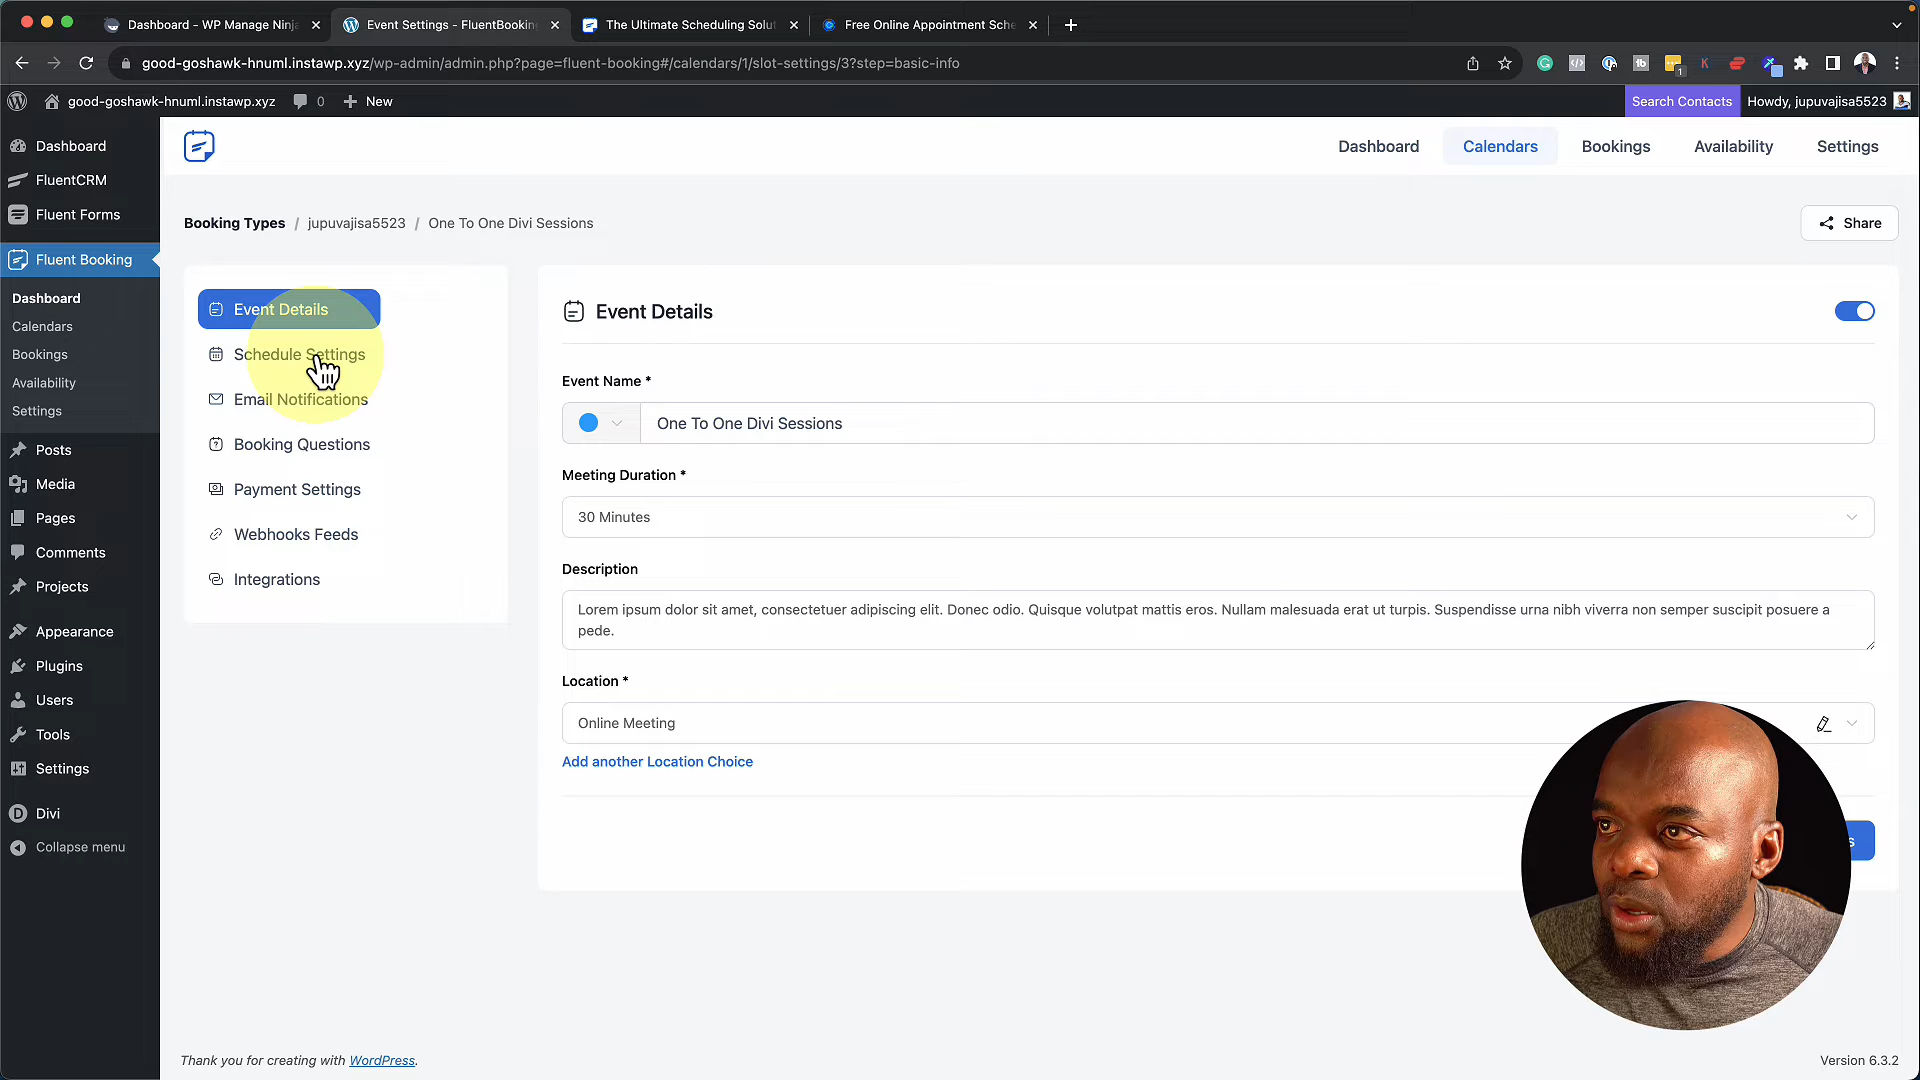 Dashboard - WP Manage Ninja
Event Settings - FluentBooking
The Ultimate Scheduling Solut
Free Online Appointment Sche
good-goshawk-hnuml.instawp.xyz/wp-admin/admin.php?page=fluent-booking#/calendars/1/slot-settings/3?step=basic-info
good-goshawk-hnuml.instawp.xyz
0
New
Search Contacts
Howdy, jupuvajisa5523
Dashboard
FluentCRM
Fluent Forms
Fluent Booking
Dashboard
Calendars
Bookings
Availability
Settings
Posts
Media
Pages
Comments
Projects
Appearance
Plugins
Users
Tools
Settings
Divi
Collapse menu
Dashboard
Calendars
Bookings
Availability
Settings
Booking Types / jupuvajisa5523 / One To One Divi Sessions
Share
Event Details
Schedule Settings
Email Notifications
Booking Questions
Payment Settings
Webhooks Feeds
Integrations
Event Details
Event Name *
One To One Divi Sessions
Meeting Duration *
30 Minutes
Description
Lorem ipsum dolor sit amet, consectetuer adipiscing elit. Donec odio. Quisque volutpat mattis eros. Nullam malesuada erat ut turpis. Suspendisse urna nibh viverra non semper suscipit posuere a
pede.
Location *
Online Meeting
Add another Location Choice
Thank you for creating with WordPress.
Version 6.3.2